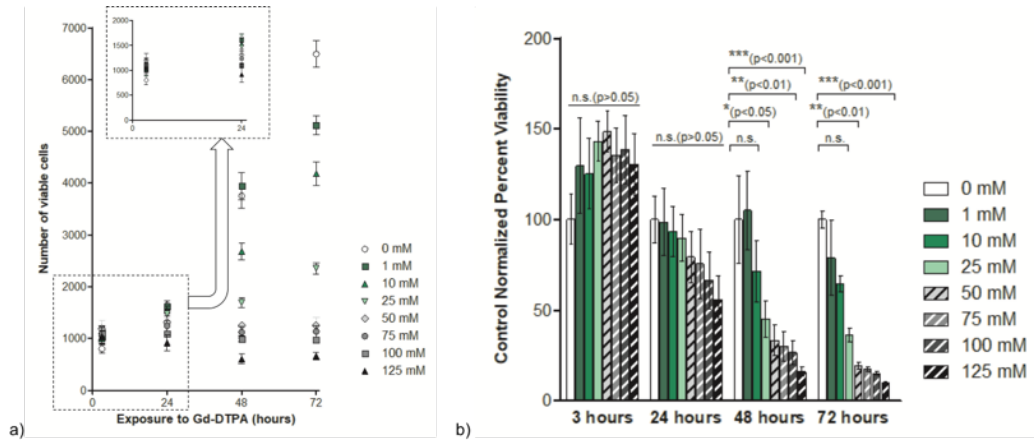 a)
Number of viable cells
7000
6000
5000
4000
3000
2000
1000
0
0 24 48 72
Exposure to Gd-DTPA (hours)
2000
1500
1000
500
0
0 24
0 mM
1 mM
10 mM
25 mM
50 mM
75 mM
100 mM
125 mM
b)
Control Normalized Percent Viability
200
150
100
50
0
n.s.(p>0.05)
n.s.(p>0.05)
***(p<0.001)
**(p<0.01)
*(p<0.05)
n.s.
***(p<0.001)
**(p<0.01)
n.s.
3 hours 24 hours 48 hours 72 hours
0 mM
1 mM
10 mM
25 mM
50 mM
75 mM
100 mM
125 mM